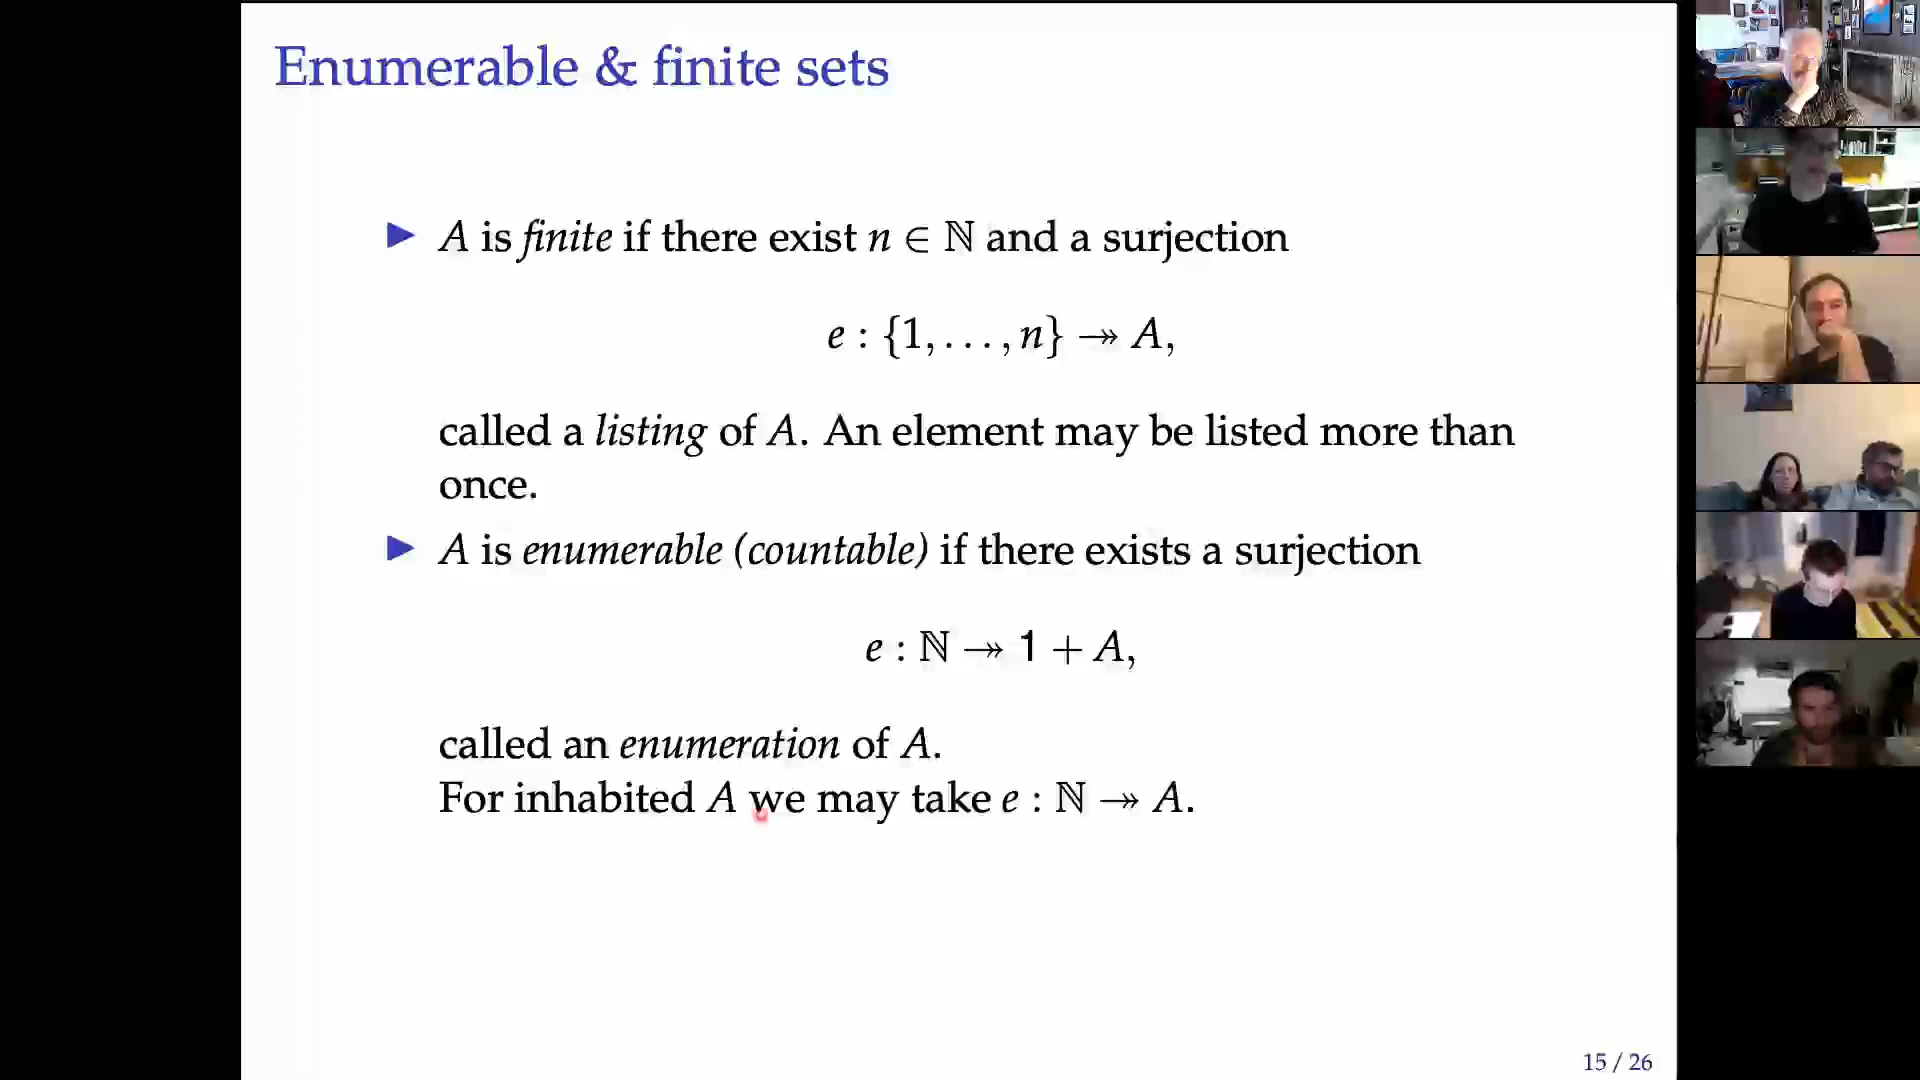 Enumerable & finite sets
▶ A is finite if there exist n ∈ ℕ and a surjection
e : {1, . . . , n} ↠ A,
called a listing of A. An element may be listed more than
once.
▶ A is enumerable (countable) if there exists a surjection
e : ℕ ↠ 1 + A,
called an enumeration of A.
For inhabited A we may take e : ℕ ↠ A.
15 / 26